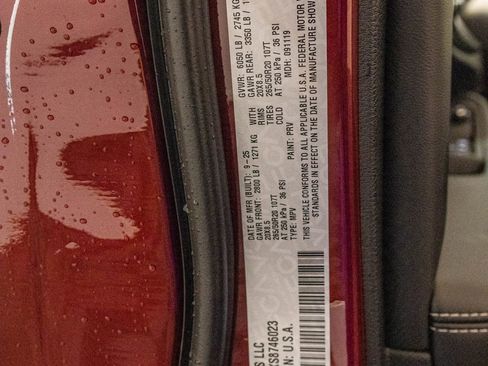 S LLC
S8746023
N: U.S.A.
DATE OF MFR (BUILT): 9-25 GVWR: 6050 LB / 2745 KG
GAWR FRONT: 2800 LB / 1271 KG WITH GAWR REAR: 3350 LB /
20X8.5 RIMS 20X8.5
265/50R20 107T TIRES 265/50R20 107T
AT 250 kPa / 36 PSI COLD AT 250 kPa / 36 PSI
TYPE: MPV PAINT: PRV MDH: 091119
THIS VEHICLE CONFORMS TO ALL APPLICABLE U.S.A. FEDERAL MOTOR
STANDARDS IN EFFECT ON THE DATE OF MANUFACTURE SHOW